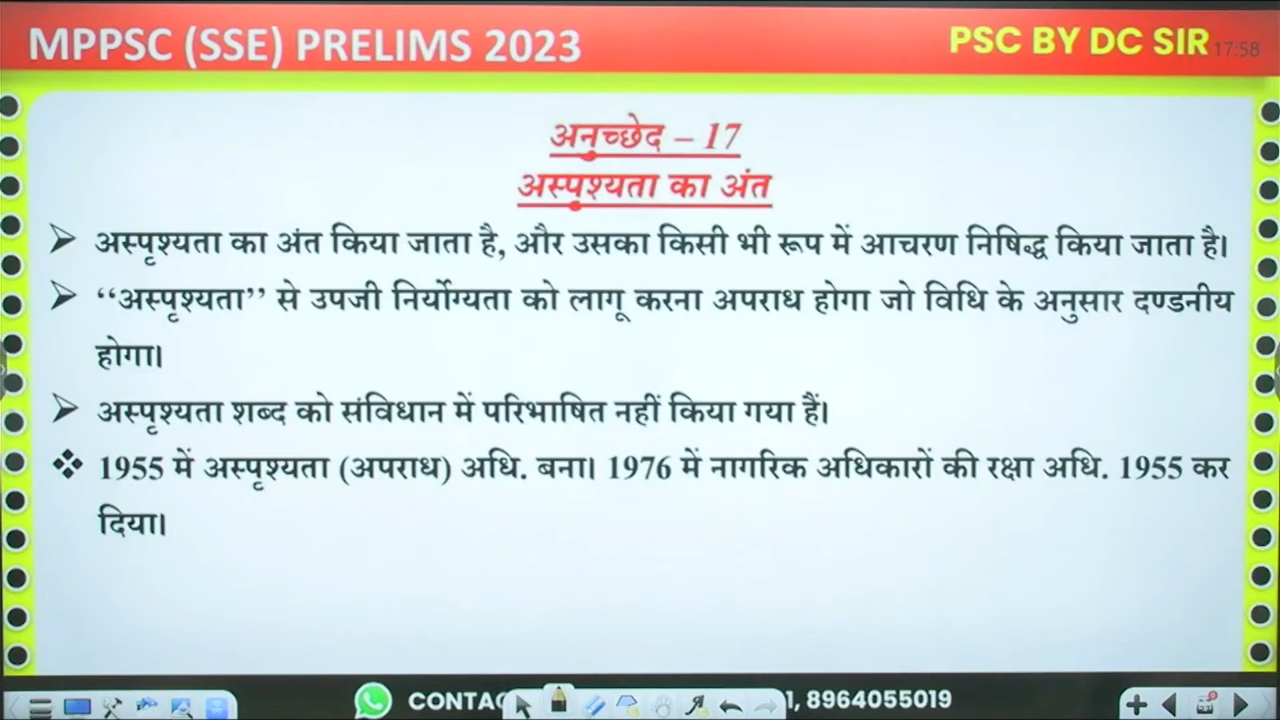 MPPSC (SSE) PRELIMS 2023
PSC BY DC SIR
17:58
अनुच्छेद – 17
अस्पृश्यता का अंत
➢ अस्पृश्यता का अंत किया जाता है, और उसका किसी भी रूप में आचरण निषिद्ध किया जाता है।
➢ ‘‘अस्पृश्यता’’ से उपजी निर्योग्यता को लागू करना अपराध होगा जो विधि के अनुसार दण्डनीय
होगा।
➢ अस्पृश्यता शब्द को संविधान में परिभाषित नहीं किया गया हैं।
❖ 1955 में अस्पृश्यता (अपराध) अधि. बना। 1976 में नागरिक अधिकारों की रक्षा अधि. 1955 कर
दिया।
1, 8964055019